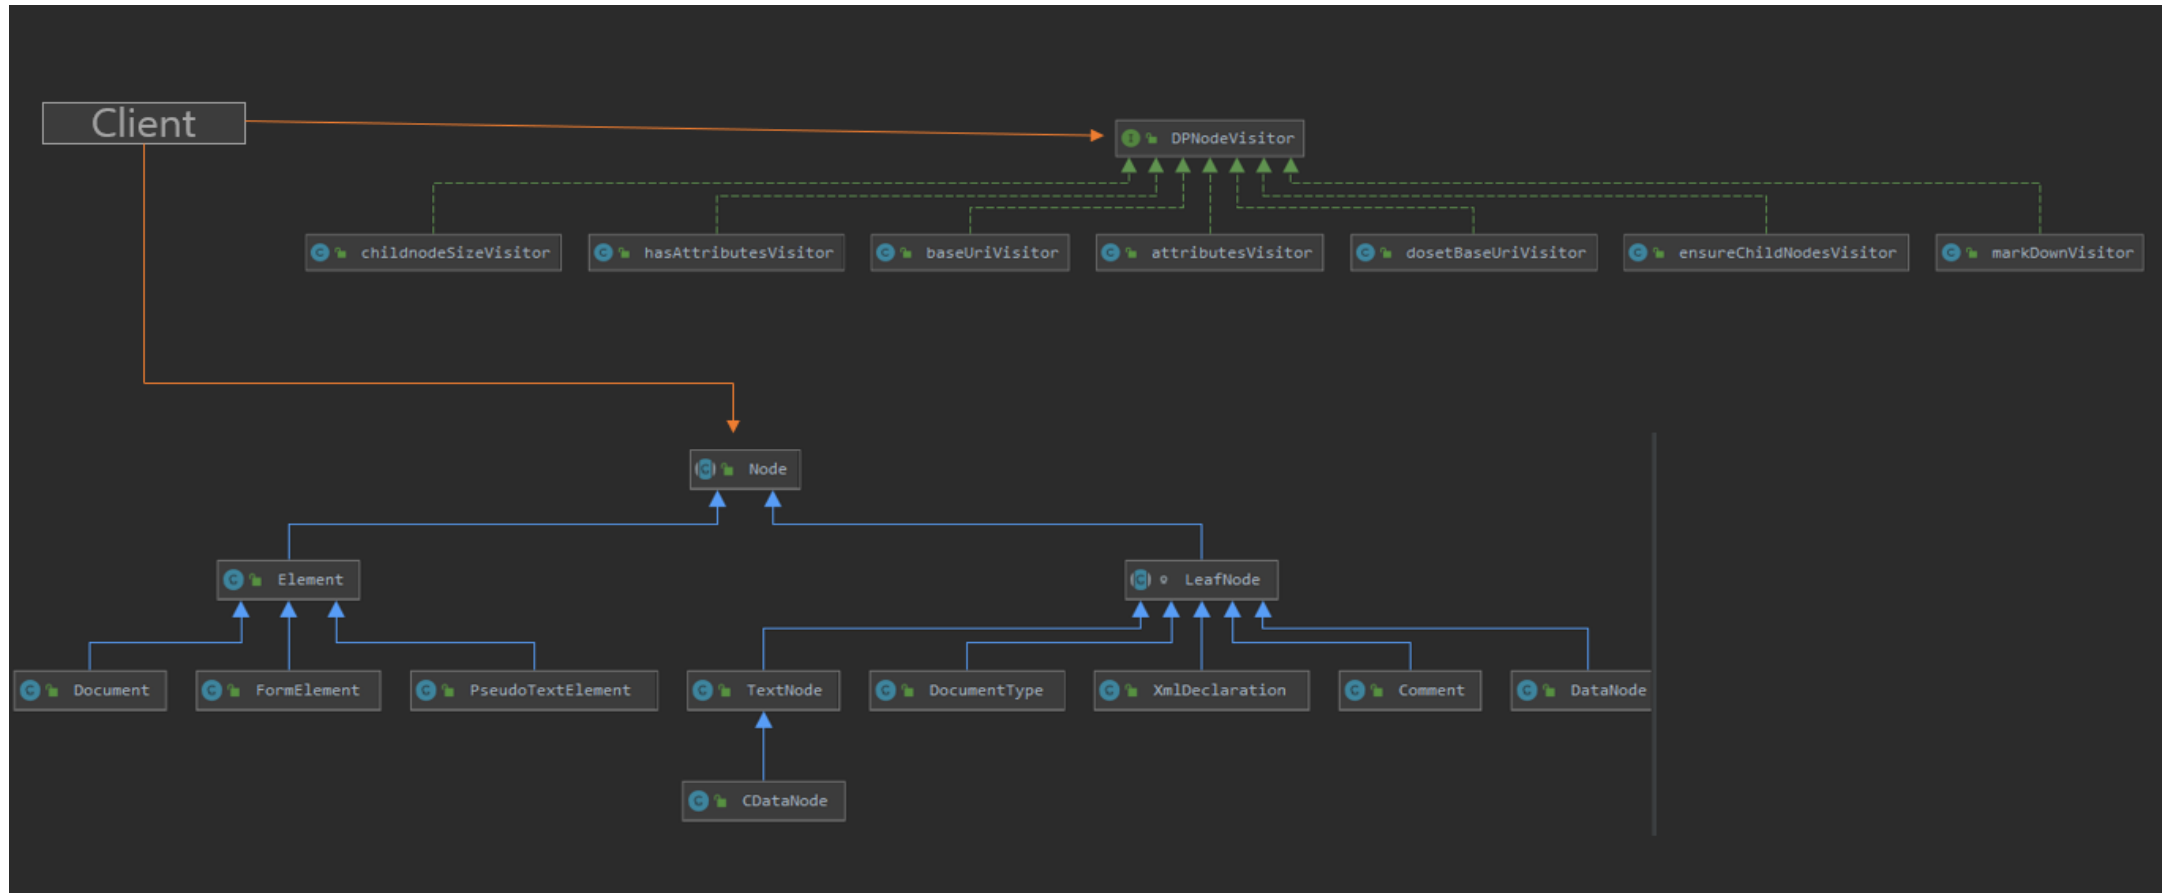 Client
DPNodeVisitor
childnodeSizeVisitor
hasAttributesVisitor
baseUriVisitor
attributesVisitor
dosetBaseUriVisitor
ensureChildNodesVisitor
markDownVisitor
Node
Element
LeafNode
Document
FormElement
PseudoTextElement
TextNode
DocumentType
XmlDeclaration
Comment
DataNode
CDataNode